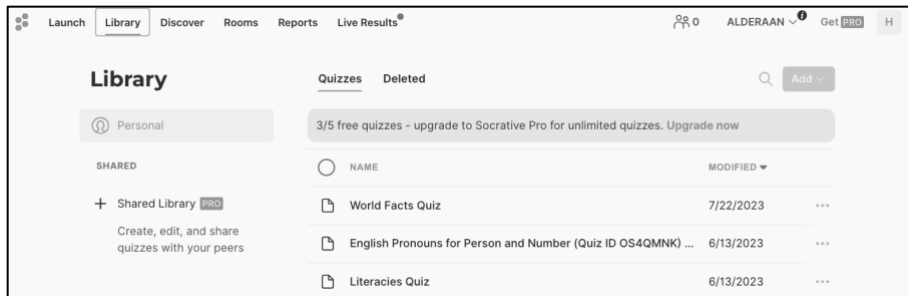 Launch Library Discover Rooms Reports Live Results 0 ALDERAAN Get PRO H
Library
Personal
SHARED
+ Shared Library PRO
Create, edit, and share
quizzes with your peers
Quizzes Deleted Add
3/5 free quizzes - upgrade to Socrative Pro for unlimited quizzes. Upgrade now
NAME MODIFIED
World Facts Quiz 7/22/2023 ...
English Pronouns for Person and Number (Quiz ID OS4QMNK) ... 6/13/2023 ...
Literacies Quiz 6/13/2023 ...